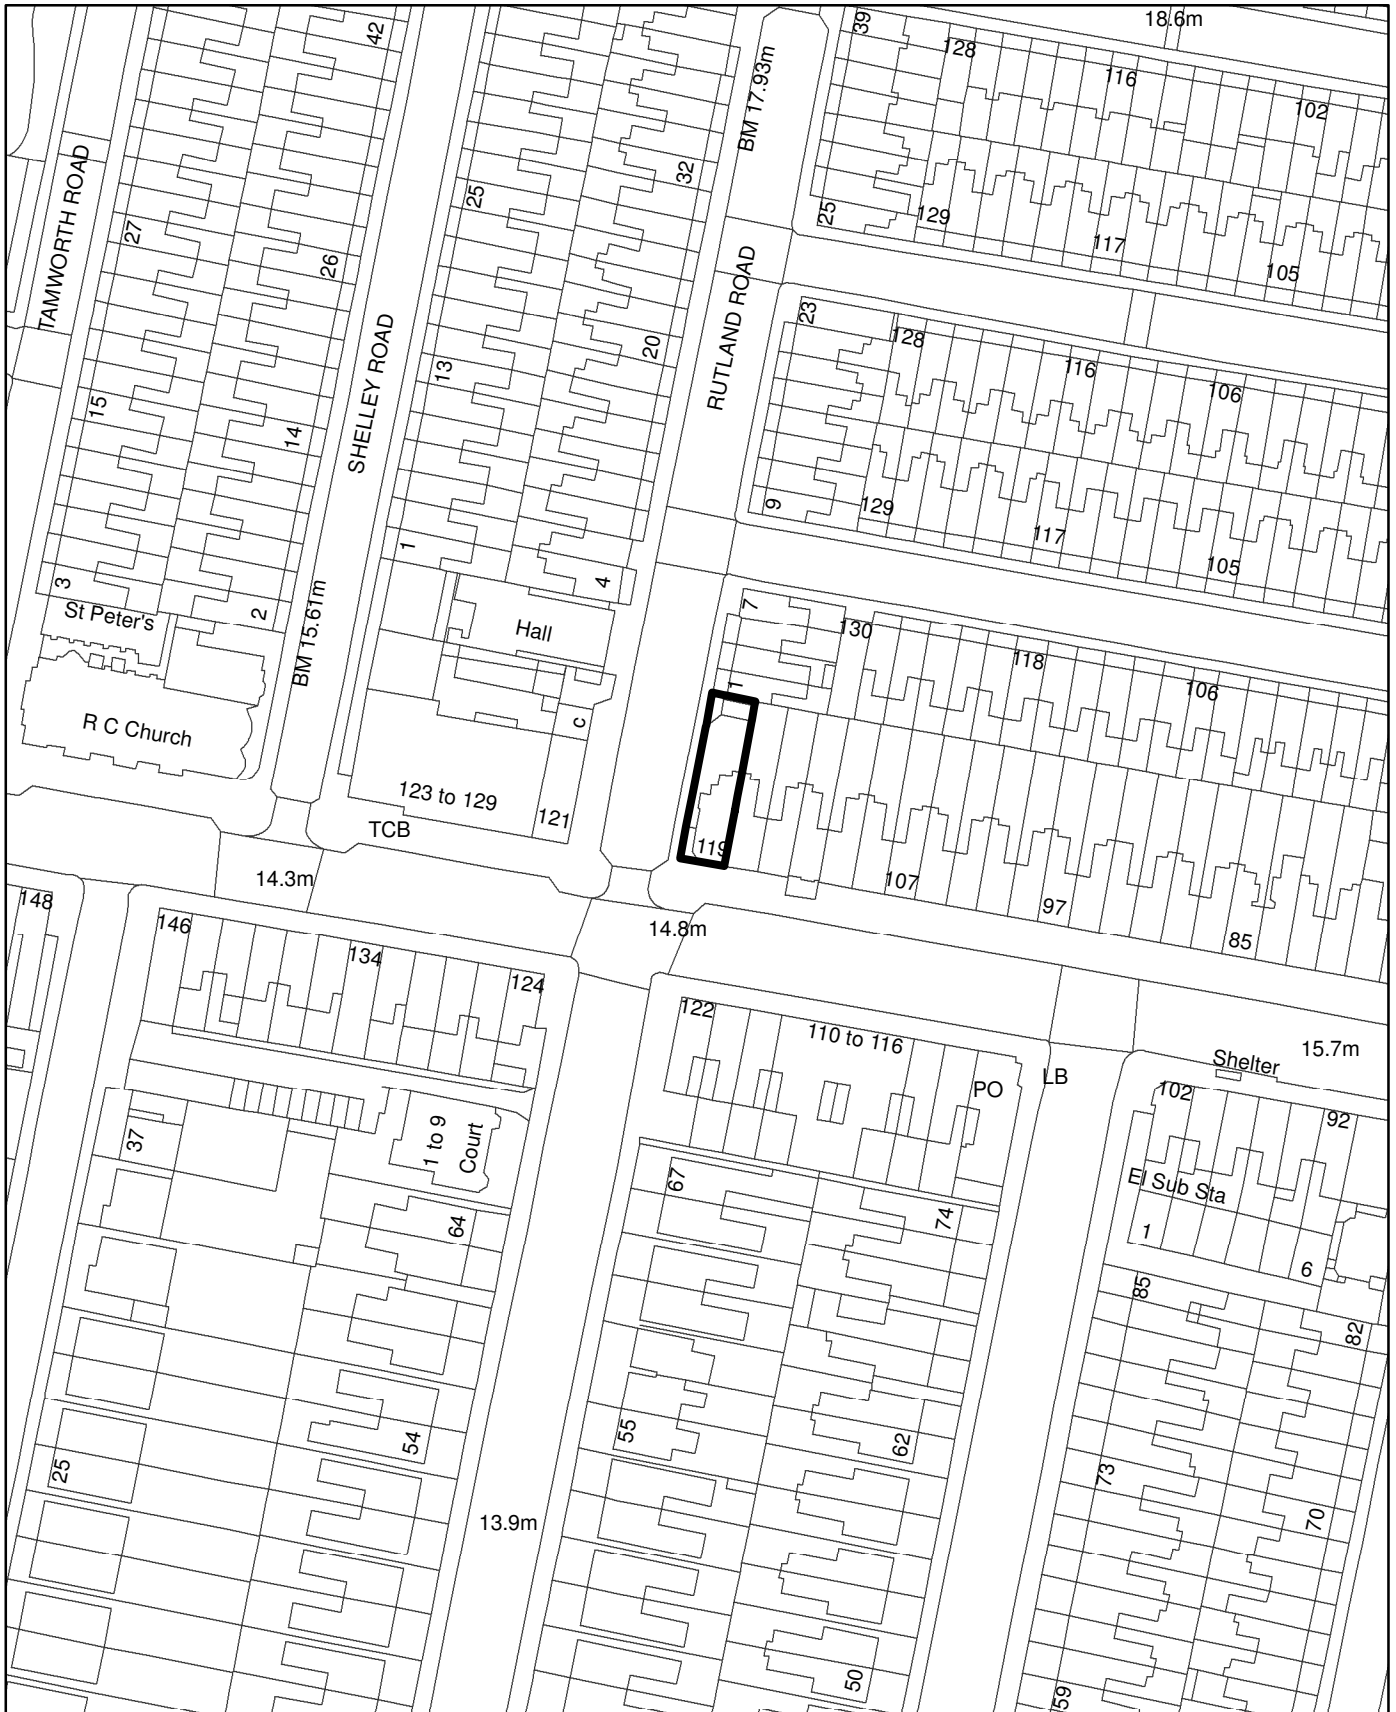 18.6m
39
42
128
116
102
BM 17.93m
TAMWORTH ROAD
32
25
25
129
117
105
27
26
RUTLAND ROAD
23
128
116
106
20
SHELLEY ROAD
13
15
14
9
129
117
105
1
3
4
2
St Peter's
Hall
7
130
118
106
BM 15.61m
1
c
R C Church
123 to 129
121
TCB
119
107
97
85
14.3m
148
146
134
124
14.8m
122
110 to 116
15.7m
Shelter
PO
LB
102
92
37
1 to 9
Court
67
74
64
El Sub Sta
1
6
85
82
54
55
62
25
73
70
13.9m
50
59